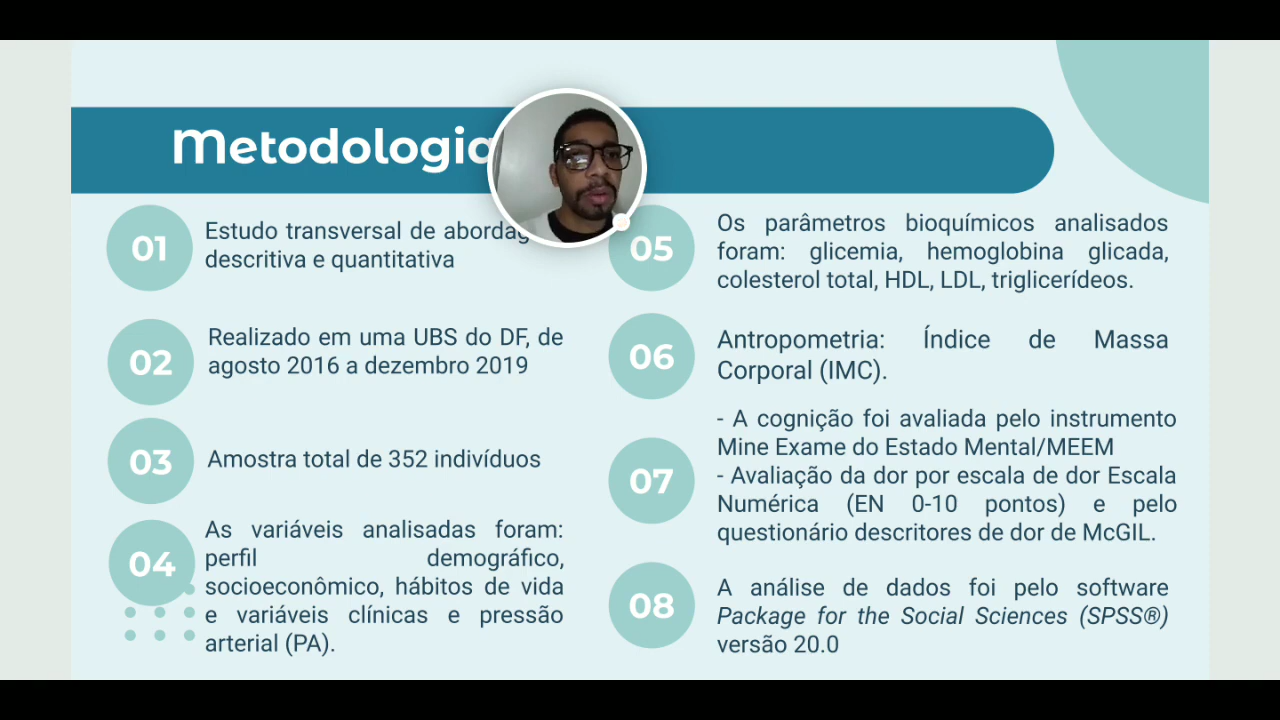 Metodologia
01
Estudo transversal de
descritiva e quantitativa
02
Realizado em uma UBS do DF, de
agosto 2016 a dezembro 2019
03
Amostra total de 352 indivíduos
04
As variáveis analisadas foram:
perfil demográfico,
socioeconômico, hábitos de vida
e variáveis clínicas e pressão
arterial (PA).
05
Os parâmetros bioquímicos analisados
foram: glicemia, hemoglobina glicada,
colesterol total, HDL, LDL, triglicerídeos.
06
Antropometria: Índice de Massa
Corporal (IMC).
07
- A cognição foi avaliada pelo instrumento
Mine Exame do Estado Mental/MEEM
- Avaliação da dor por escala de dor Escala
Numérica (EN 0-10 pontos) e pelo
questionário descritores de dor de McGIL.
08
A análise de dados foi pelo software
Package for the Social Sciences (SPSS®)
versão 20.0